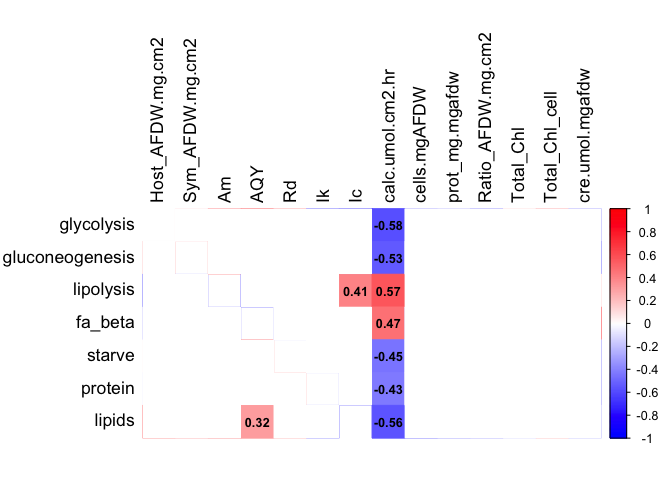 Host_AFDW.mg.cm2
Sym_AFDW.mg.cm2
Am
AQY
Rd
Ik
Ic
calc.umol.cm2.hr
cells.mgAFDW
prot_mg.mgafdw
Ratio_AFDW.mg.cm2
Total_Chl
Total_Chl_cell
cre.umol.mgafdw
glycolysis -0.58
gluconeogenesis -0.53
lipolysis 0.41 0.57
fa_beta 0.47
starve -0.45
protein -0.43
lipids 0.32 -0.56
1
0.8
0.6
0.4
0.2
0
-0.2
-0.4
-0.6
-0.8
-1